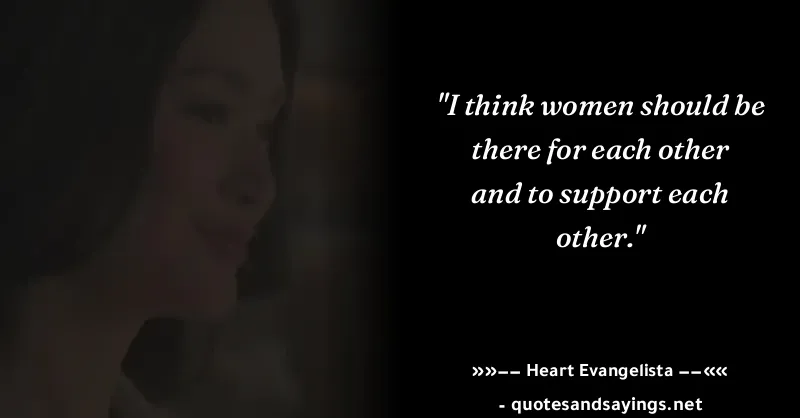 "I think women should be
there for each other
and to support each
other."
»»−− Heart Evangelista −−««
- quotesandsayings.net